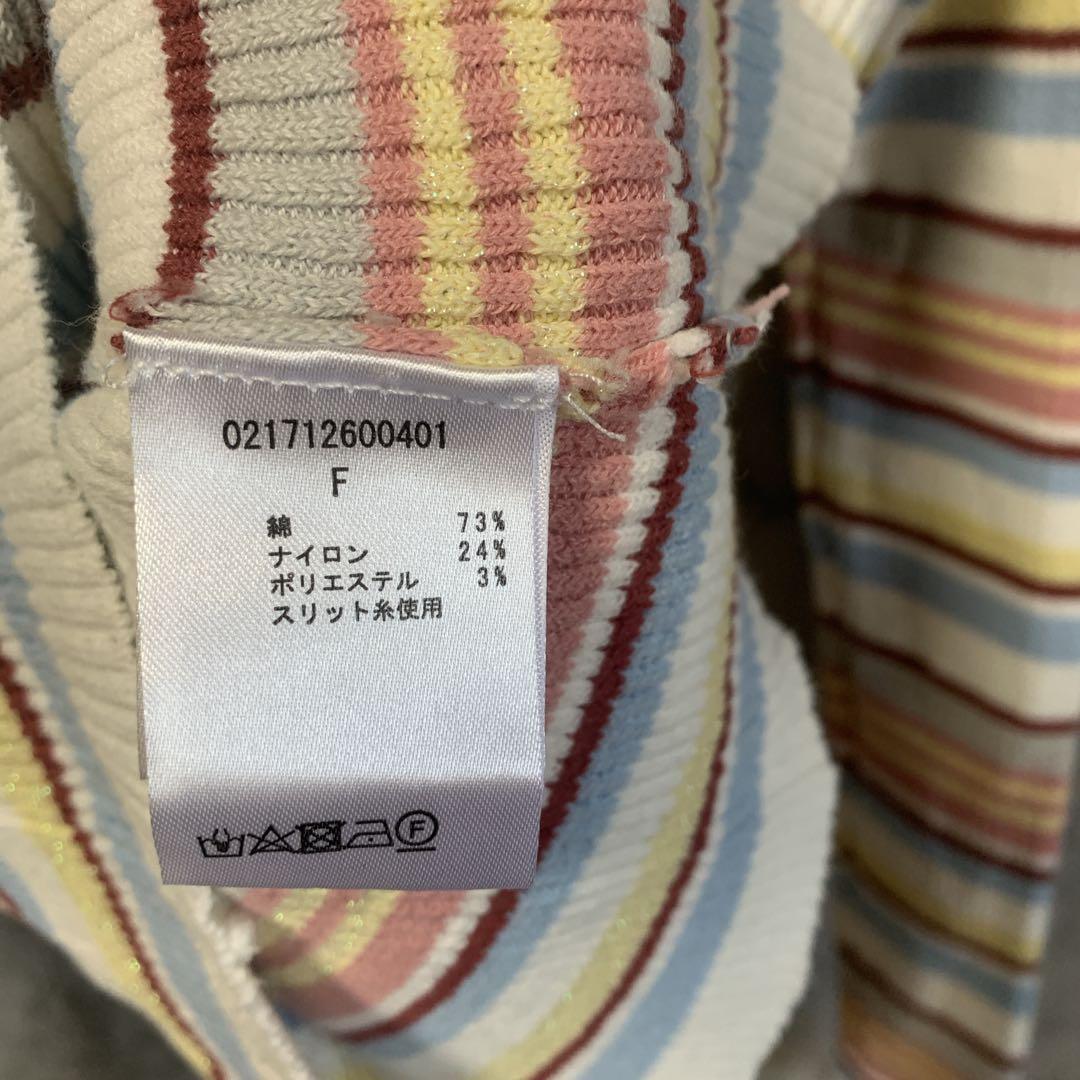 021712600401
F
綿 73%
ナイロン 24%
ポリエステル 3%
スリット糸使用
F